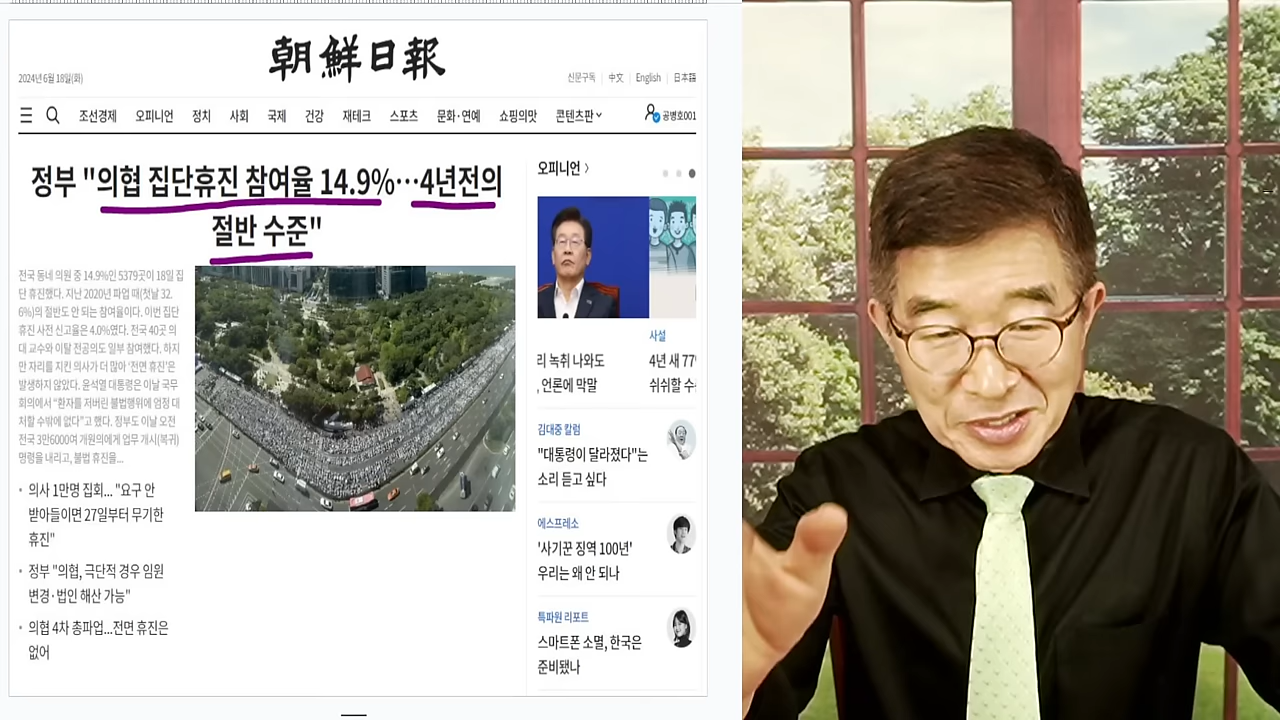 朝鮮日報
2024년 6월 18일(화)
신문구독 | 中文 | English | 日本語
조선경제 오피니언 정치 사회 국제 건강 재테크 스포츠 문화·연예 쇼핑의맛 콘텐츠판
공병호001
정부 "의협 집단휴진 참여율 14.9%…4년전의
절반 수준"
전국 동네 의원 중 14.9%인 5379곳이 18일 집
단 휴진했다. 지난 2020년 파업 때(첫날 32.
6%)의 절반도 안 되는 참여율이다. 이번 집단
휴진 사전 신고율은 4.0%였다. 전국 40곳 의
대 교수와 이탈 전공의도 일부 참여했다. 하지
만 자리를 지킨 의사가 더 많아 '전면 휴진'은
발생하지 않았다. 윤석열 대통령은 이날 국무
회의에서 "환자를 저버린 불법행위에 엄정 대
처할 수밖에 없다"고 했다. 정부도 이날 오전
전국 3만6000여 개원의에게 업무 개시(복귀)
명령을 내리고, 불법 휴진을...
· 의사 1만명 집회... "요구 안
받아들이면 27일부터 무기한
휴진"
· 정부 "의협, 극단적 경우 임원
변경·법인 해산 가능"
· 의협 4차 총파업...전면 휴진은
없어
오피니언 〉
리 녹취 나와도
, 언론에 막말
사설
4년 새 77
쉬쉬할 수
김대중 칼럼
"대통령이 달라졌다"는
소리 듣고 싶다
에스프레소
'사기꾼 징역 100년'
우리는 왜 안 되나
특파원 리포트
스마트폰 소멸, 한국은
준비됐나